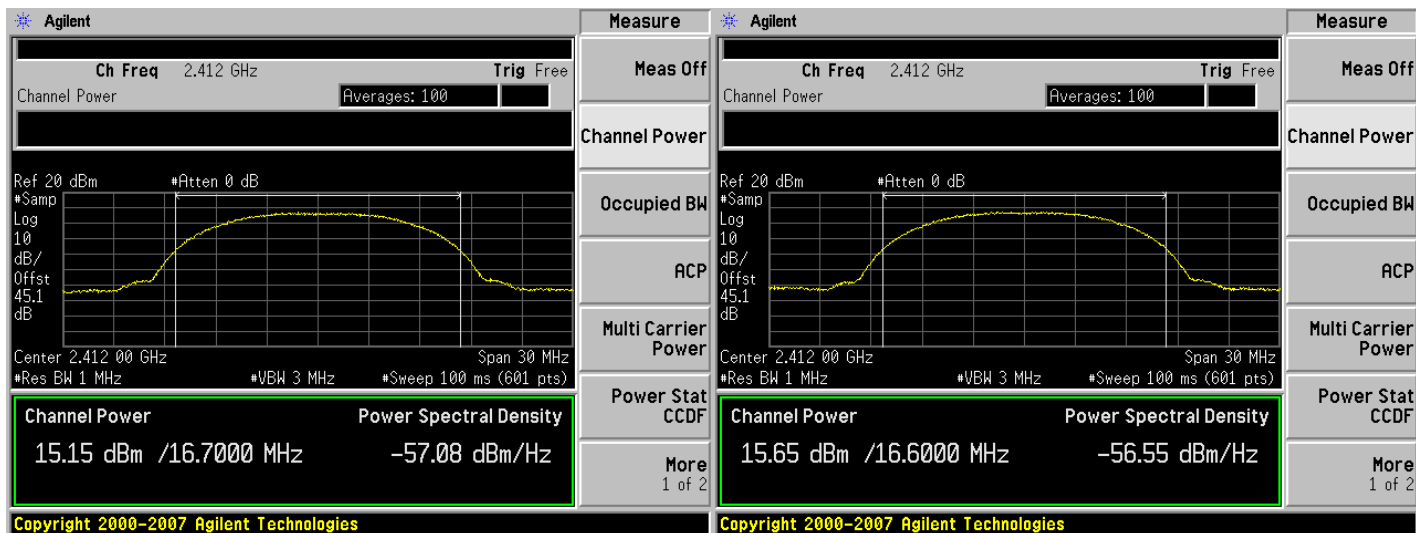 Agilent
Ch Freq 2.412 GHz Trig Free
Channel Power Averages: 100
Ref 20 dBm #Atten 0 dB
#Samp
Log
10
dB/
Offst
45.1
dB
Center 2.412 00 GHz Span 30 MHz
#Res BW 1 MHz #VBW 3 MHz #Sweep 100 ms (601 pts)
Channel Power Power Spectral Density
15.15 dBm /16.7000 MHz -57.08 dBm/Hz
Copyright 2000-2007 Agilent Technologies
Measure
Meas Off
Channel Power
Occupied BW
ACP
Multi Carrier
Power
Power Stat
CCDF
More
1 of 2
Agilent
Ch Freq 2.412 GHz Trig Free
Channel Power Averages: 100
Ref 20 dBm #Atten 0 dB
#Samp
Log
10
dB/
Offst
45.1
dB
Center 2.412 00 GHz Span 30 MHz
#Res BW 1 MHz #VBW 3 MHz #Sweep 100 ms (601 pts)
Channel Power Power Spectral Density
15.65 dBm /16.6000 MHz -56.55 dBm/Hz
Copyright 2000-2007 Agilent Technologies
Measure
Meas Off
Channel Power
Occupied BW
ACP
Multi Carrier
Power
Power Stat
CCDF
More
1 of 2